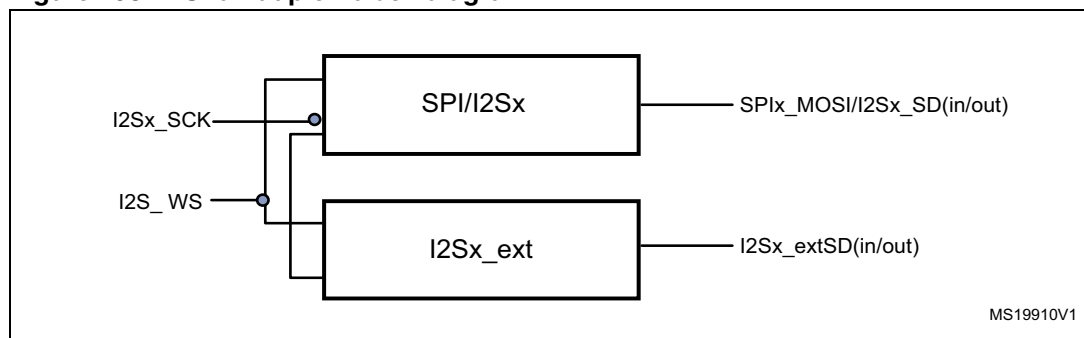 SPI/I2Sx
SPIx_MOSI/I2Sx_SD(in/out)
I2Sx_SCK
I2S_ WS
I2Sx_ext
I2Sx_extSD(in/out)
MS19910V1